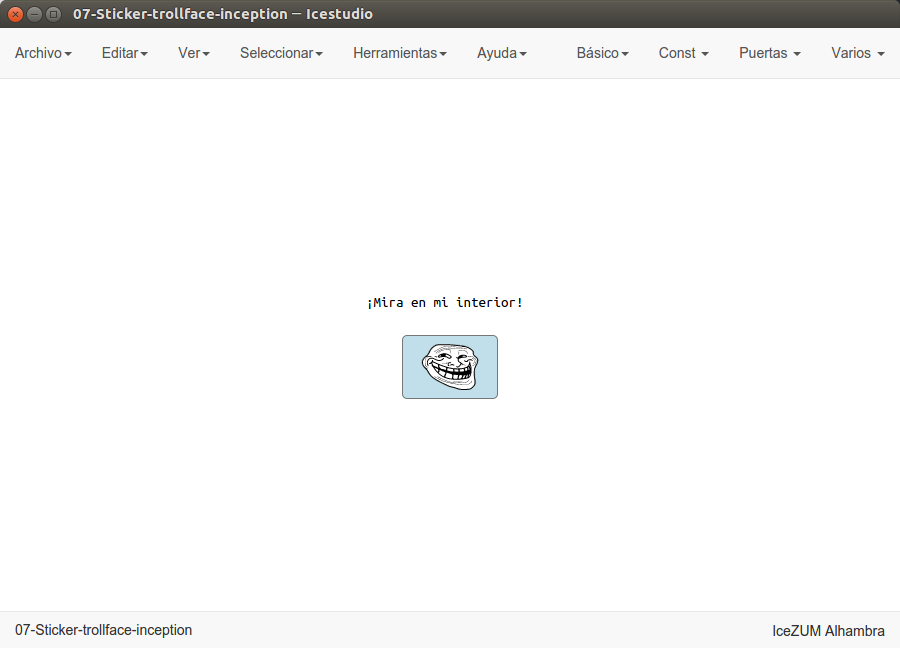 07-Sticker-trollface-inception — Icestudio
Archivo Editar Ver Seleccionar Herramientas Ayuda Básico Const Puertas Varios
¡Mira en mi interior!
07-Sticker-trollface-inception IceZUM Alhambra